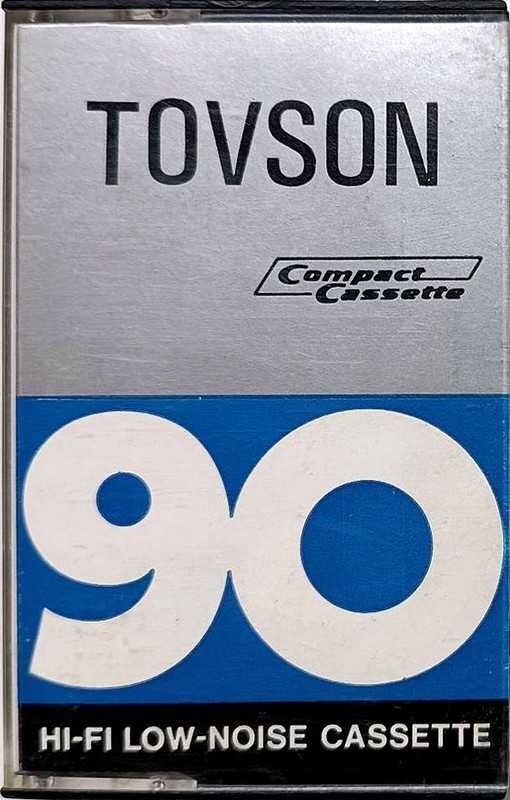 TOVSON
Compact
Cassette
90
HI-FI LOW-NOISE CASSETTE